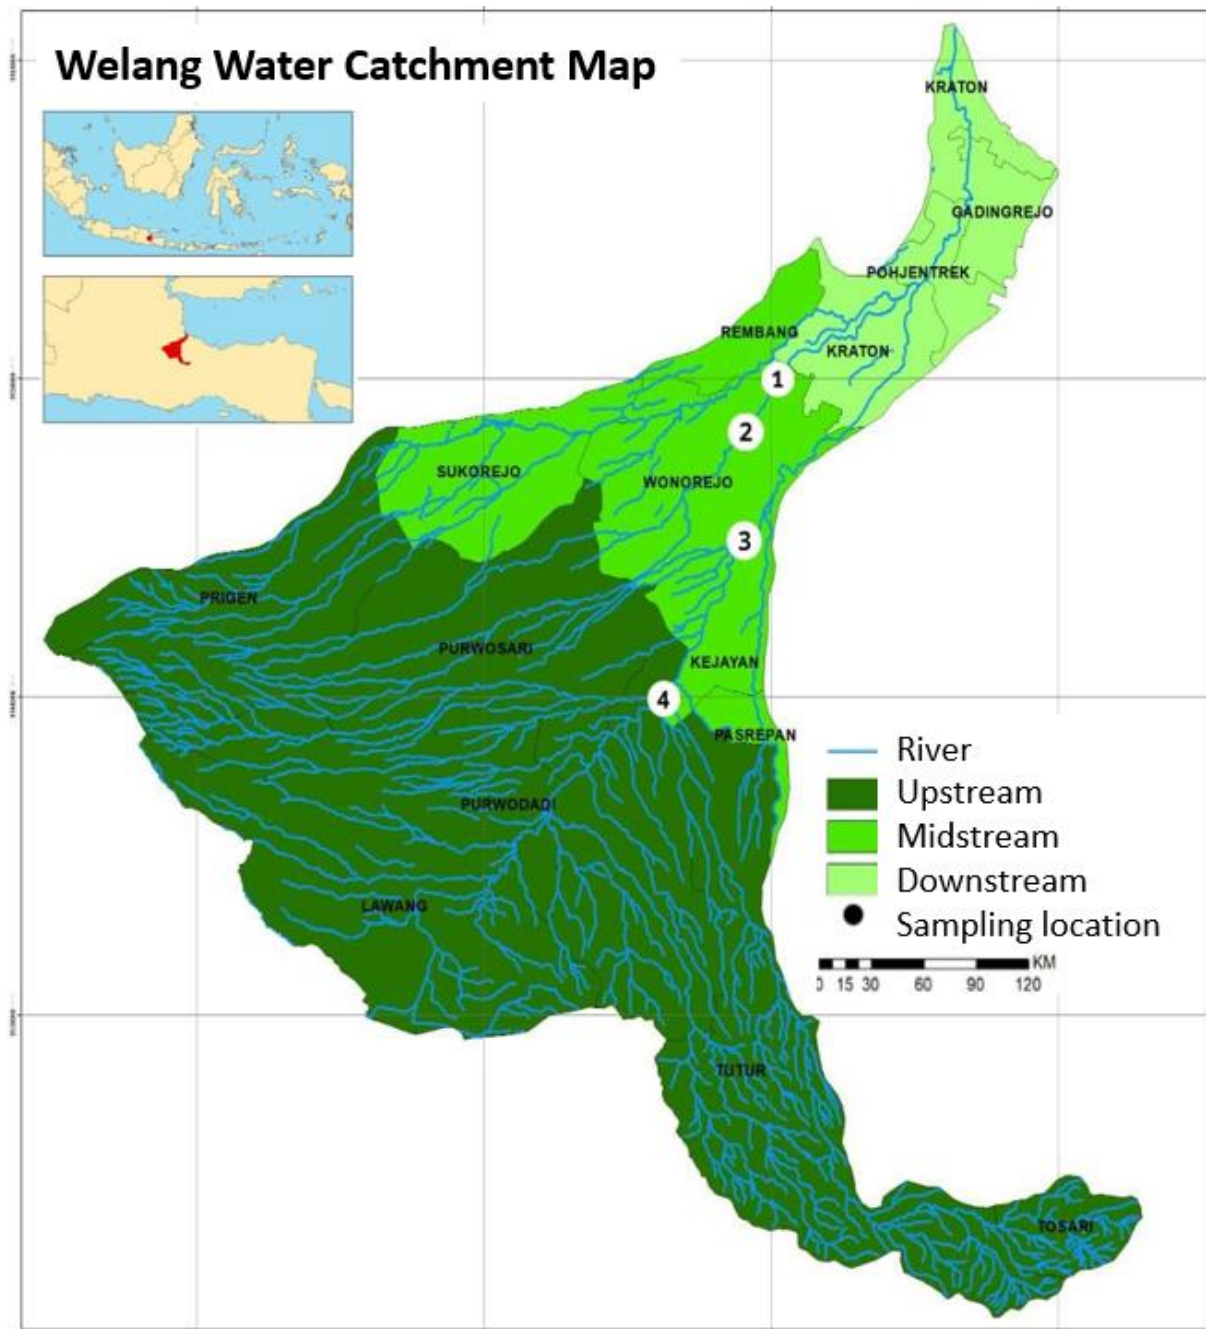 Welang Water Catchment Map
KRATON
GADINGREJO
POHJENTREK
REMBANG
KRATON
1
2
SUKOREJO
WONOREJO
3
PRIGEN
PURWOSARI
KEJAYAN
4
PASREPAN
PURWODADI
LAWANG
TUTUR
TOSARI
River
Upstream
Midstream
Downstream
Sampling location
KM
0 15 30 60 90 120